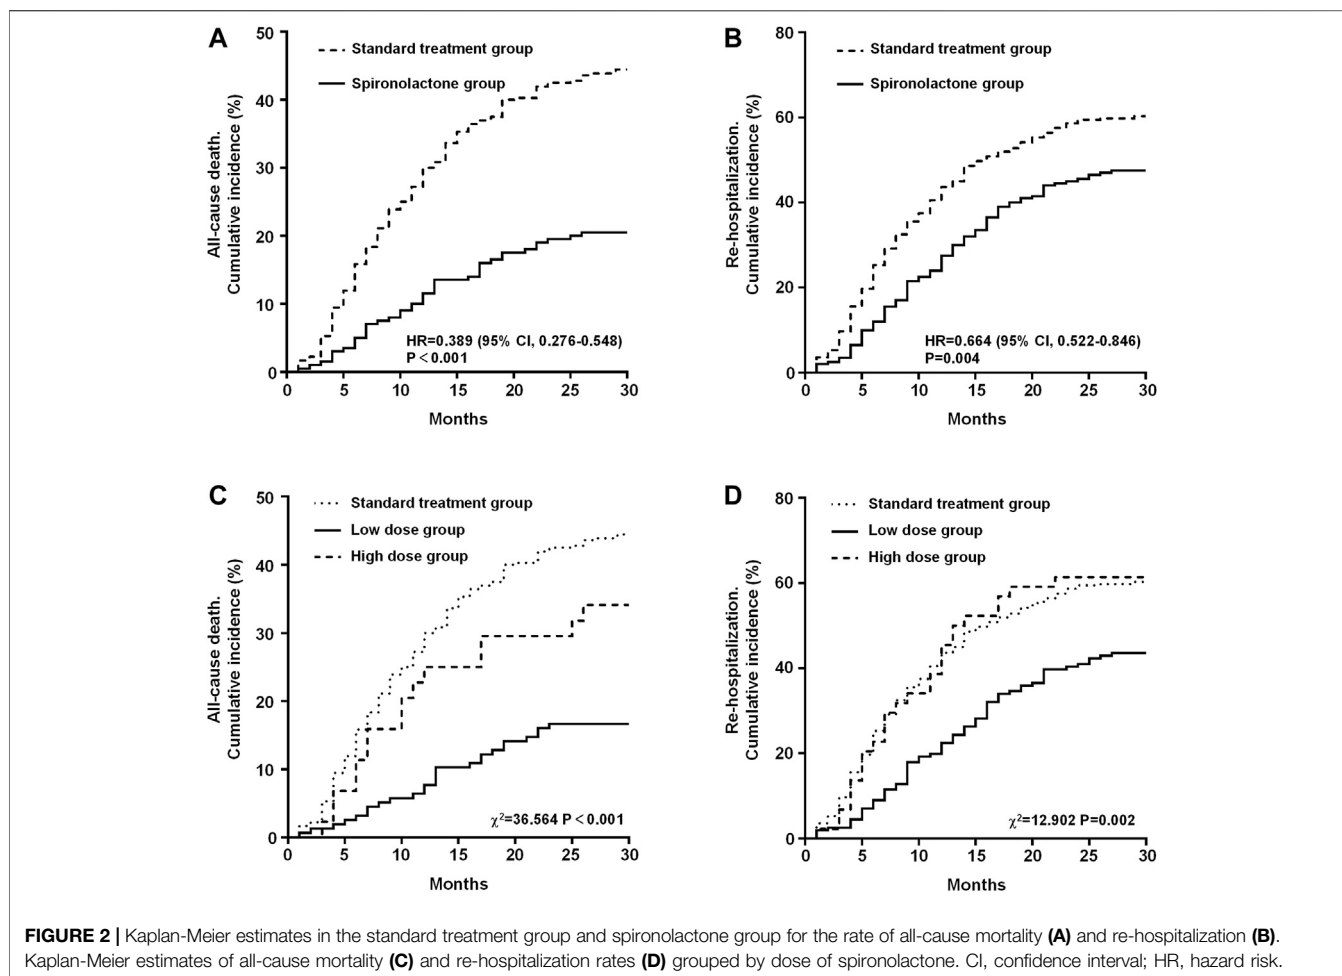 A
50
40
30
20
10
0
All-cause death.
Cumulative incidence (%)
Standard treatment group
Spironolactone group
HR=0.389 (95% CI, 0.276-0.548)
P<0.001
0 5 10 15 20 25 30
Months
B
80
60
40
20
0
Re-hospitalization.
Cumulative incidence (%)
Standard treatment group
Spironolactone group
HR=0.664 (95% CI, 0.522-0.846)
P=0.004
0 5 10 15 20 25 30
Months
C
50
40
30
20
10
0
All-cause death.
Cumulative incidence (%)
Standard treatment group
Low dose group
High dose group
χ²=36.564 P<0.001
0 5 10 15 20 25 30
Months
D
80
60
40
20
0
Re-hospitalization.
Cumulative incidence (%)
Standard treatment group
Low dose group
High dose group
χ²=12.902 P=0.002
0 5 10 15 20 25 30
Months
FIGURE 2 | Kaplan-Meier estimates in the standard treatment group and spironolactone group for the rate of all-cause mortality (A) and re-hospitalization (B).
Kaplan-Meier estimates of all-cause mortality (C) and re-hospitalization rates (D) grouped by dose of spironolactone. CI, confidence interval; HR, hazard risk.